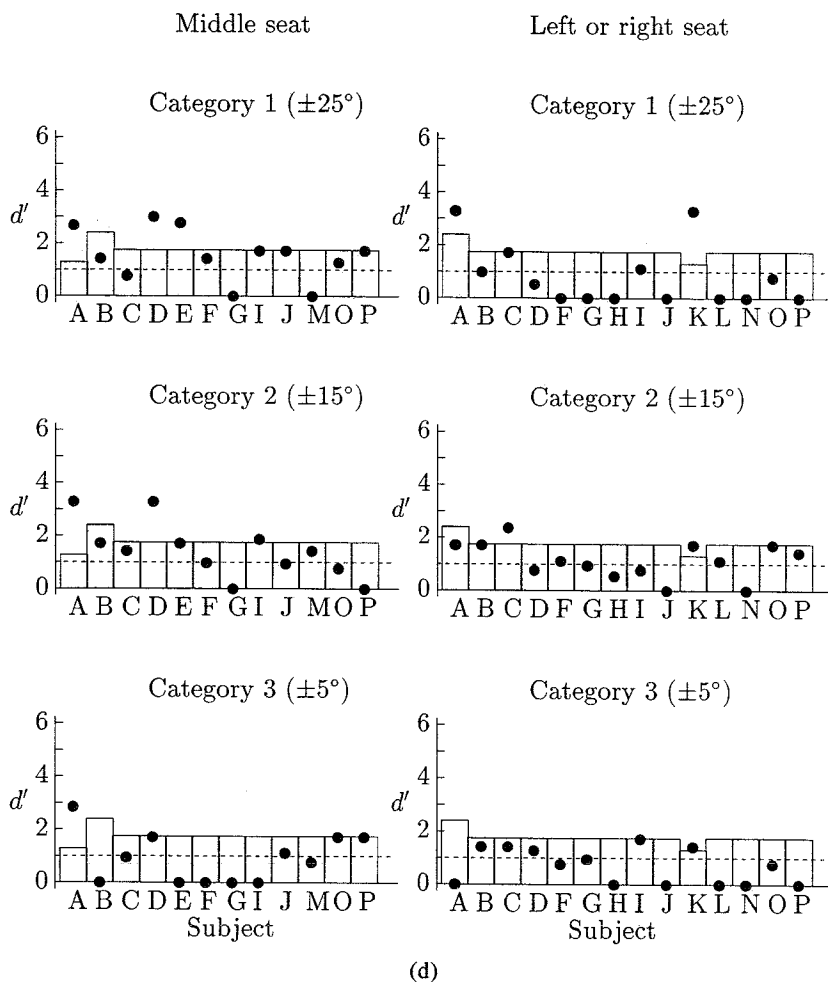 Middle seat
Left or right seat
Category 1 (±25°)
6
4
d′
2
0
A B C D E F G I J M O P
Category 1 (±25°)
6
4
d′
2
0
A B C D F G H I J K L N O P
Category 2 (±15°)
6
4
d′
2
0
A B C D E F G I J M O P
Category 2 (±15°)
6
4
d′
2
0
A B C D F G H I J K L N O P
Category 3 (±5°)
6
4
d′
2
0
A B C D E F G I J M O P
Subject
Category 3 (±5°)
6
4
d′
2
0
A B C D F G H I J K L N O P
Subject
(d)